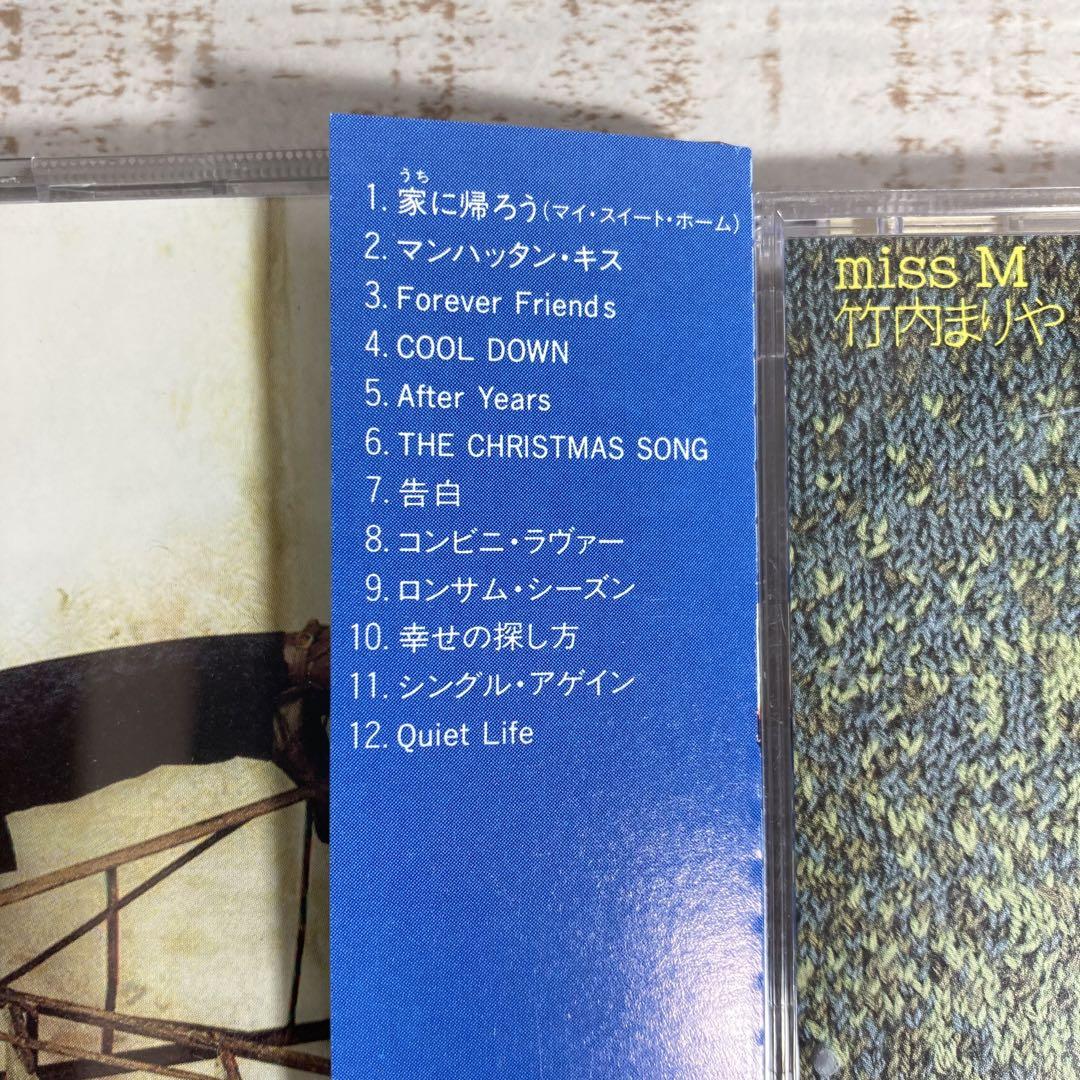 うち
1. 家に帰ろう(マイ・スイート・ホーム)
2. マンハッタン・キス
3. Forever Friends
4. COOL DOWN
5. After Years
6. THE CHRISTMAS SONG
7. 告白
8. コンビニ・ラヴァー
9. ロンサム・シーズン
10. 幸せの探し方
11. シングル・アゲイン
12. Quiet Life
miss M
竹内まりや